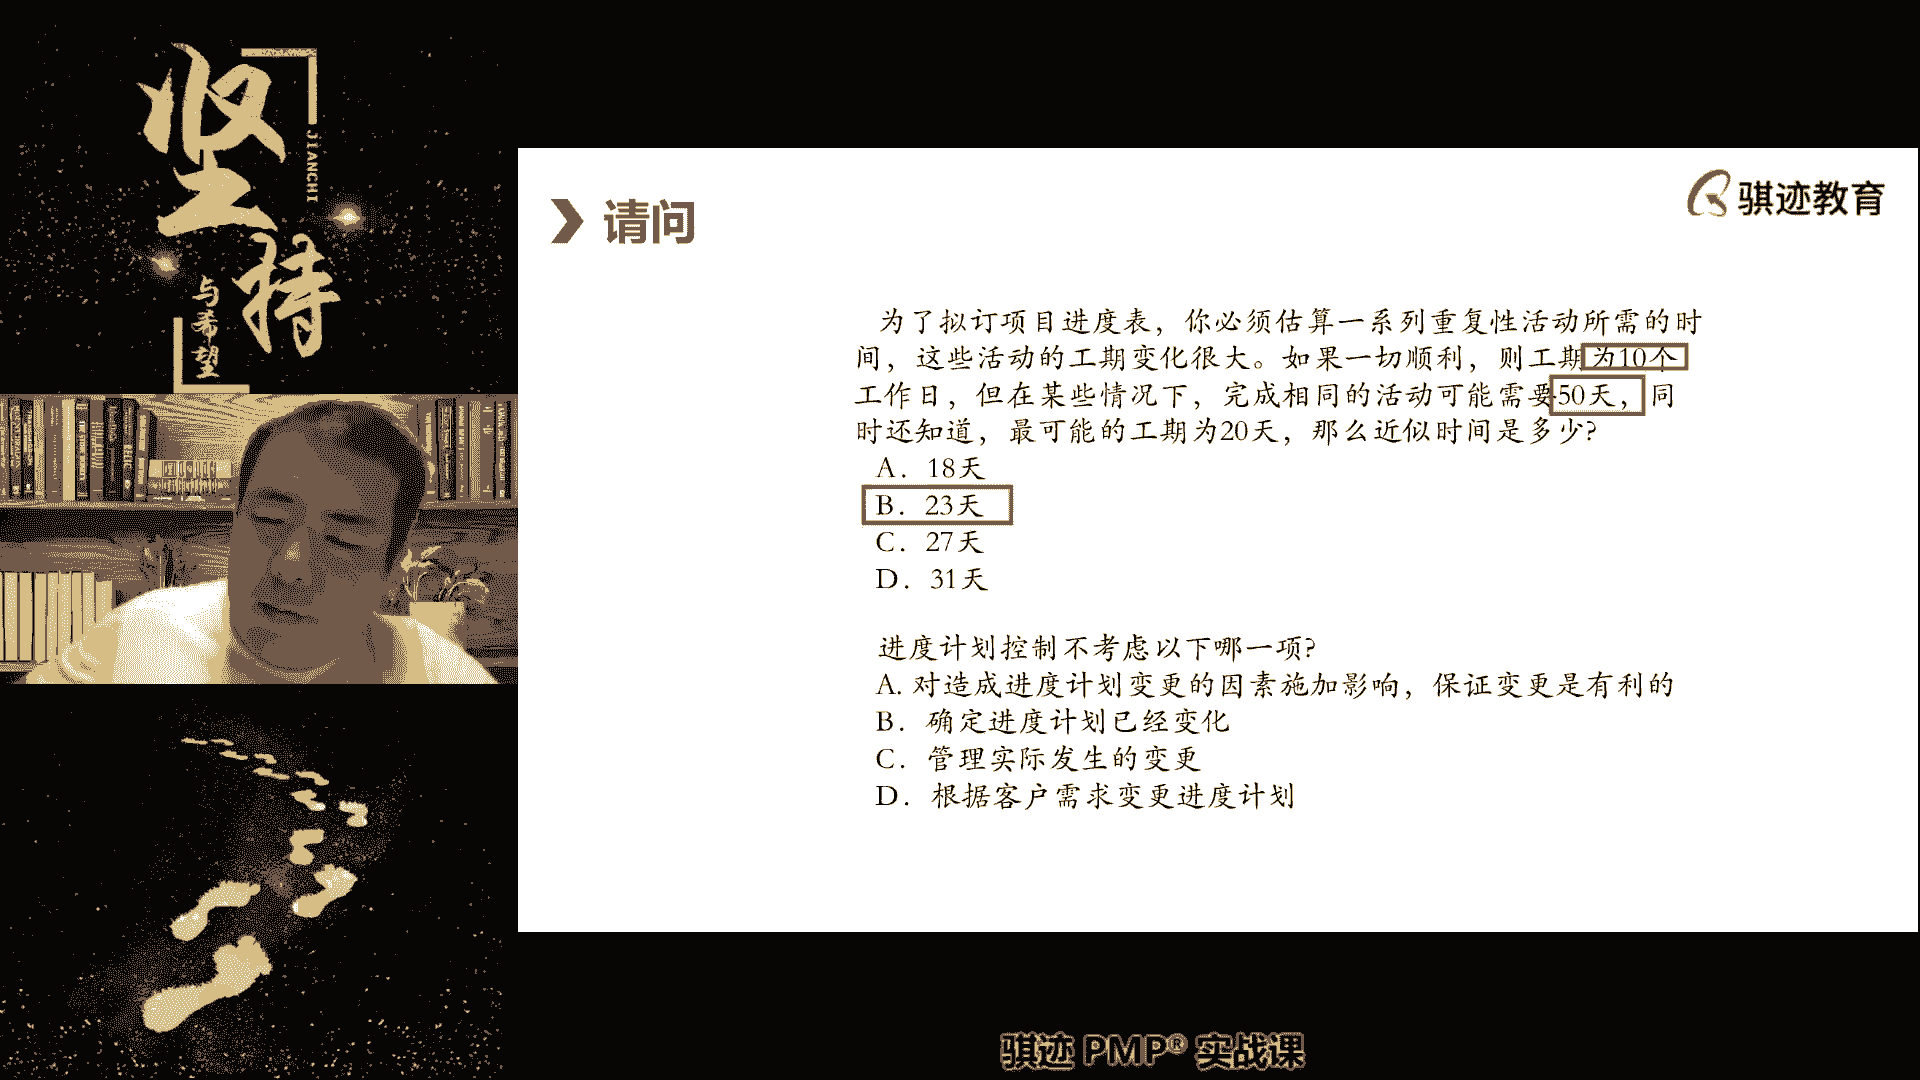 坚持
JIANCHI
与希望
请问
骐迹教育
为了拟订项目进度表，你必须估算一系列重复性活动所需的时
间，这些活动的工期变化很大。如果一切顺利，则工期为10个
工作日，但在某些情况下，完成相同的活动可能需要50天，同
时还知道，最可能的工期为20天，那么近似时间是多少?
A. 18天
B. 23天
C. 27天
D. 31天
进度计划控制不考虑以下哪一项?
A. 对造成进度计划变更的因素施加影响，保证变更是有利的
B. 确定进度计划已经变化
C. 管理实际发生的变更
D. 根据客户需求变更进度计划
骐迹 PMP® 实战课